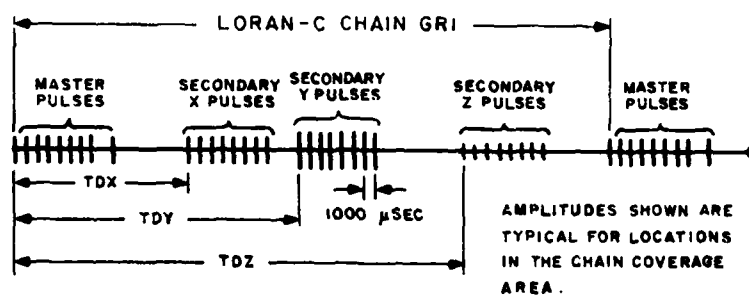 LORAN-C CHAIN GRI
MASTER
PULSES
SECONDARY
X PULSES
SECONDARY
Y PULSES
SECONDARY
Z PULSES
MASTER
PULSES
TDX
TDY
1000 μSEC
TDZ
AMPLITUDES SHOWN ARE
TYPICAL FOR LOCATIONS
IN THE CHAIN COVERAGE
AREA.